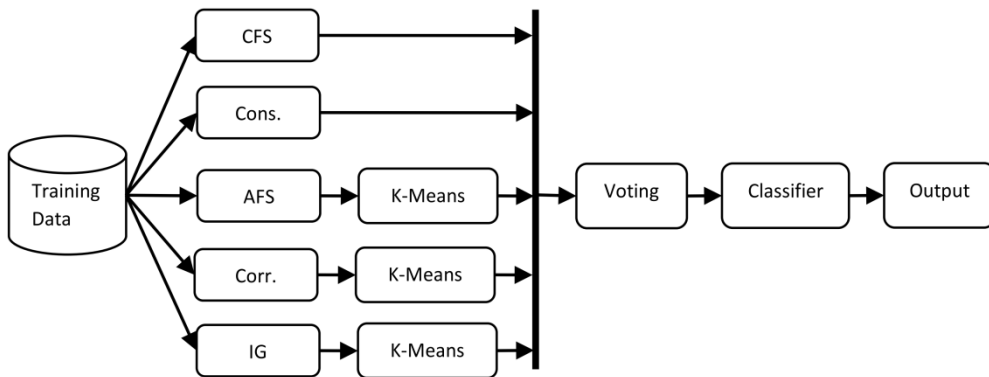 CFS
Cons.
Training
Data
AFS
K-Means
Voting
Classifier
Output
Corr.
K-Means
IG
K-Means